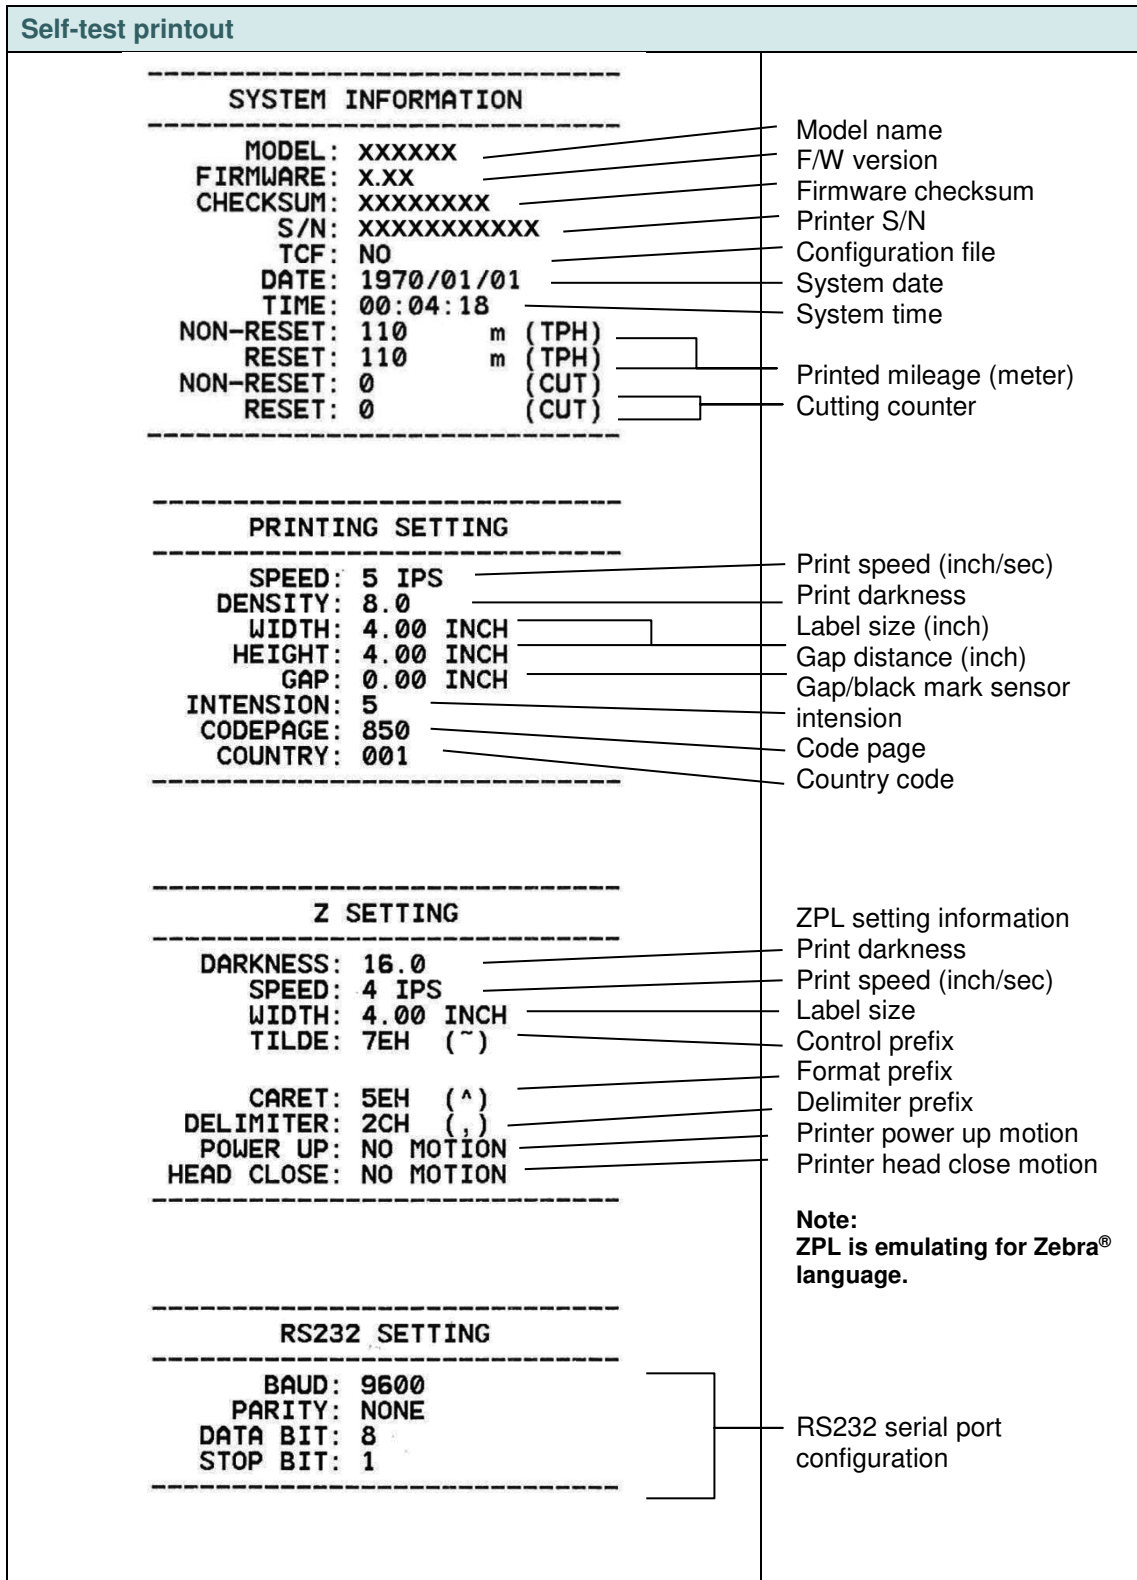 Self-test printout
SYSTEM INFORMATION
MODEL: XXXXXX
FIRMWARE: X.XX
CHECKSUM: XXXXXXXX
S/N: XXXXXXXXXXX
TCF: NO
DATE: 1970/01/01
TIME: 00:04:18
NON-RESET: 110 m (TPH)
RESET: 110 m (TPH)
NON-RESET: 0 (CUT)
RESET: 0 (CUT)
Model name
F/W version
Firmware checksum
Printer S/N
Configuration file
System date
System time
Printed mileage (meter)
Cutting counter
PRINTING SETTING
SPEED: 5 IPS
DENSITY: 8.0
WIDTH: 4.00 INCH
HEIGHT: 4.00 INCH
GAP: 0.00 INCH
INTENSION: 5
CODEPAGE: 850
COUNTRY: 001
Print speed (inch/sec)
Print darkness
Label size (inch)
Gap distance (inch)
Gap/black mark sensor
intension
Code page
Country code
Z SETTING
DARKNESS: 16.0
SPEED: 4 IPS
WIDTH: 4.00 INCH
TILDE: 7EH (~)
CARET: 5EH (^)
DELIMITER: 2CH (,)
POWER UP: NO MOTION
HEAD CLOSE: NO MOTION
ZPL setting information
Print darkness
Print speed (inch/sec)
Label size
Control prefix
Format prefix
Delimiter prefix
Printer power up motion
Printer head close motion
Note:
ZPL is emulating for Zebra®
language.
RS232 SETTING
BAUD: 9600
PARITY: NONE
DATA BIT: 8
STOP BIT: 1
RS232 serial port
configuration